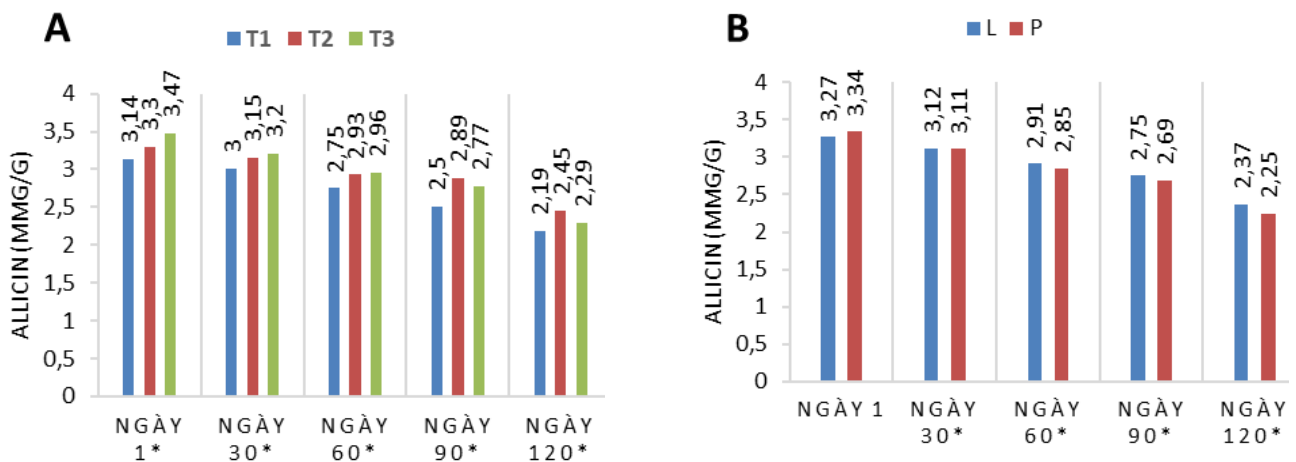 A
T1 T2 T3
ALLICIN (MMG/G)
4
3,5
3
2,5
2
1,5
1
0,5
0
3,14 3,3 3,47
3 3,15 3,2
2,75 2,93 2,96
2,5 2,89 2,77
2,19 2,45 2,29
NGÀY 1*
NGÀY 30*
NGÀY 60*
NGÀY 90*
NGÀY 120*
B
L P
ALLICIN (MMG/G)
4
3,5
3
2,5
2
1,5
1
0,5
0
3,27 3,34
3,12 3,11
2,91 2,85
2,75 2,69
2,37 2,25
NGÀY 1
NGÀY 30*
NGÀY 60*
NGÀY 90*
NGÀY 120*